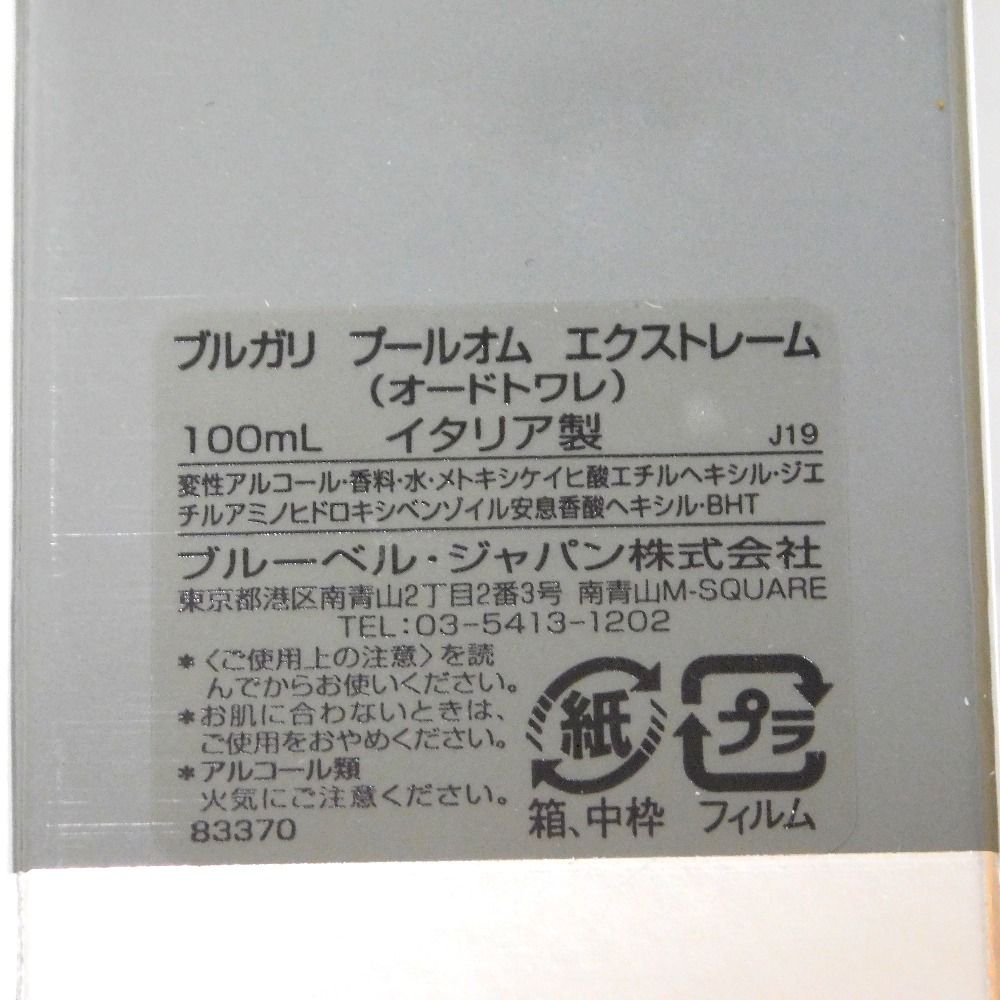 ブルガリ プールオム エクストレーム
(オードトワレ)
100mL イタリア製 J19
変性アルコール・香料・水・メトキシケイヒ酸エチルヘキシル・ジエ
チルアミノヒドロキシベンゾイル安息香酸ヘキシル・BHT
ブルーベル・ジャパン株式会社
東京都港区南青山2丁目2番3号 南青山M-SQUARE
TEL:03-5413-1202
*〈ご使用上の注意〉を読
んでからお使いください。
*お肌に合わないときは、
ご使用をおやめください。
*アルコール類
火気にご注意ください。
83370
紙
箱、中枠
プラ
フィルム